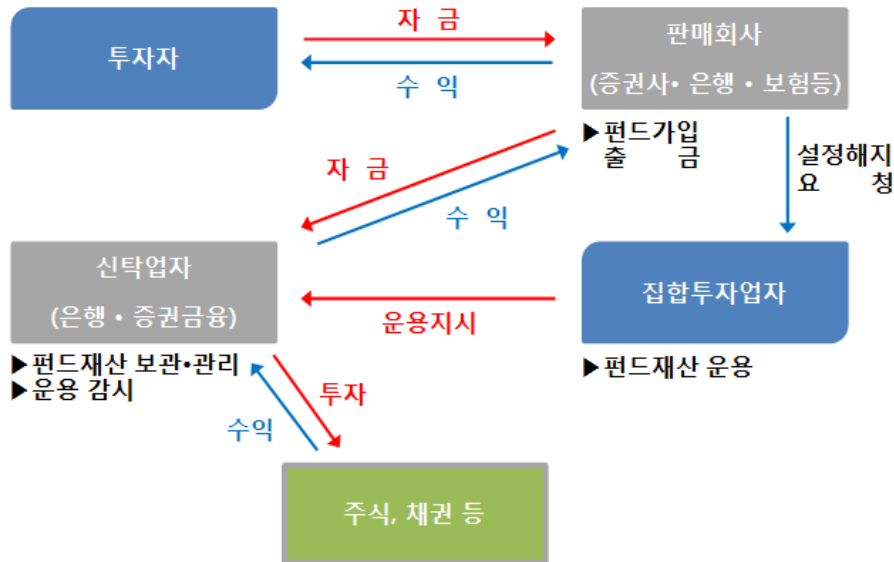 자 금
투자자
판매회사
수 익
(증권사• 은행 • 보험등)
▶펀드가입
출 금
설정해지
요 청
자 금
수 익
신탁업자
(은행 • 증권금융)
집합투자업자
운용지시
▶펀드재산 보관•관리
▶운용 감시
▶펀드재산 운용
투자
수익
주식, 채권 등